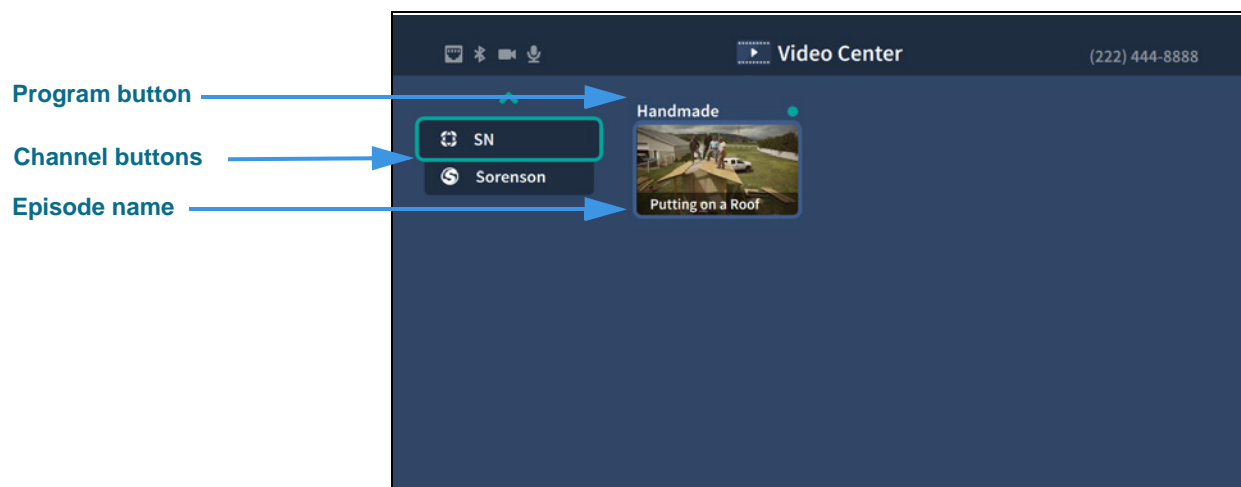 Video Center
(222) 444-8888
Program button
Handmade
SN
Channel buttons
Sorenson
Episode name
Putting on a Roof